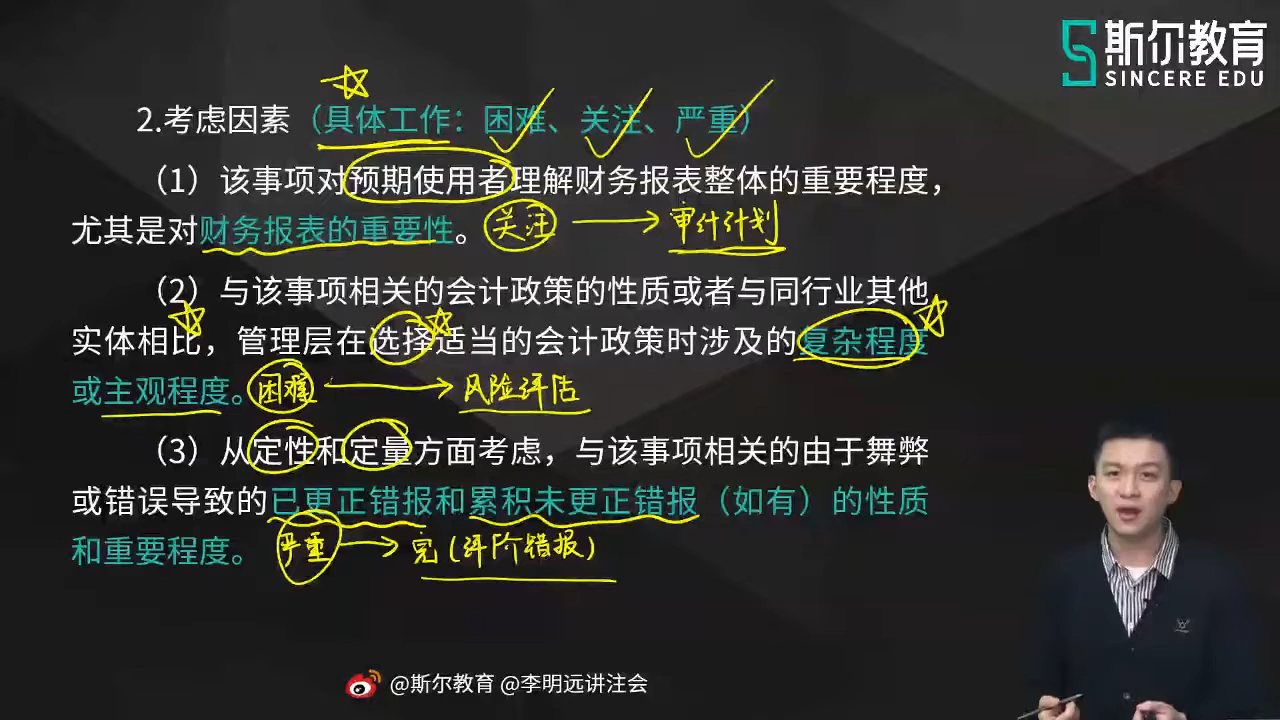 斯尔教育
SINCERE EDU
2.考虑因素（具体工作：困难、关注、严重）
（1）该事项对预期使用者理解财务报表整体的重要程度，
尤其是对财务报表的重要性。 关注 审计计划
（2）与该事项相关的会计政策的性质或者与同行业其他
实体相比，管理层在选择适当的会计政策时涉及的复杂程度
或主观程度。 困难 风险评估
（3）从定性和定量方面考虑，与该事项相关的由于舞弊
或错误导致的已更正错报和累积未更正错报（如有）的性质
和重要程度。 严重 完(评价错报)
@斯尔教育 @李明远讲注会